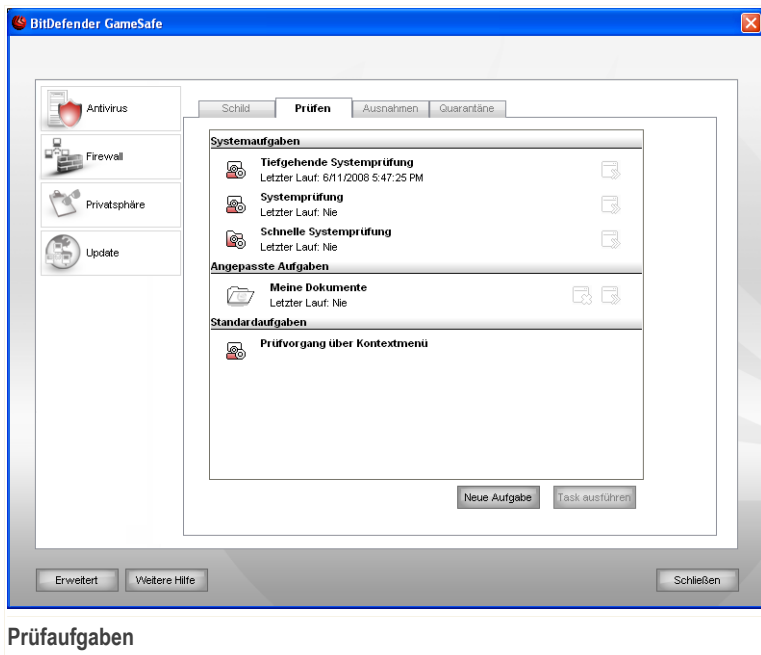 BitDefender GameSafe
Antivirus
Firewall
Privatsphäre
Update
Schild
Prüfen
Ausnahmen
Quarantäne
Systemaufgaben
Tiefgehende Systemprüfung
Letzter Lauf: 6/11/2008 5:47:25 PM
Systemprüfung
Letzter Lauf: Nie
Schnelle Systemprüfung
Letzter Lauf: Nie
Angepasste Aufgaben
Meine Dokumente
Letzter Lauf: Nie
Standardaufgaben
Prüfvorgang über Kontextmenü
Neue Aufgabe
Task ausführen
Erweitert
Weitere Hilfe
Schließen
Prüfaufgaben